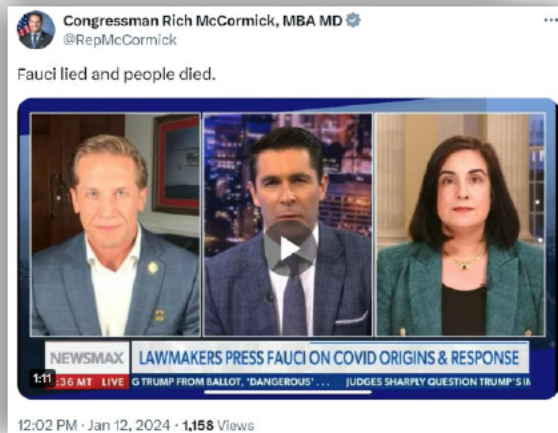 Congressman Rich McCormick, MBA MD
@RepMcCormick
Fauci lied and people died.
NEWSMAX
LAWMAKERS PRESS FAUCI ON COVID ORIGINS & RESPONSE
1:11
:36 MT LIVE G TRUMP FROM BALLOT, 'DANGEROUS' . . . JUDGES SHARPLY QUESTION TRUMP'S IM
12:02 PM · Jan 12, 2024 · 1,158 Views